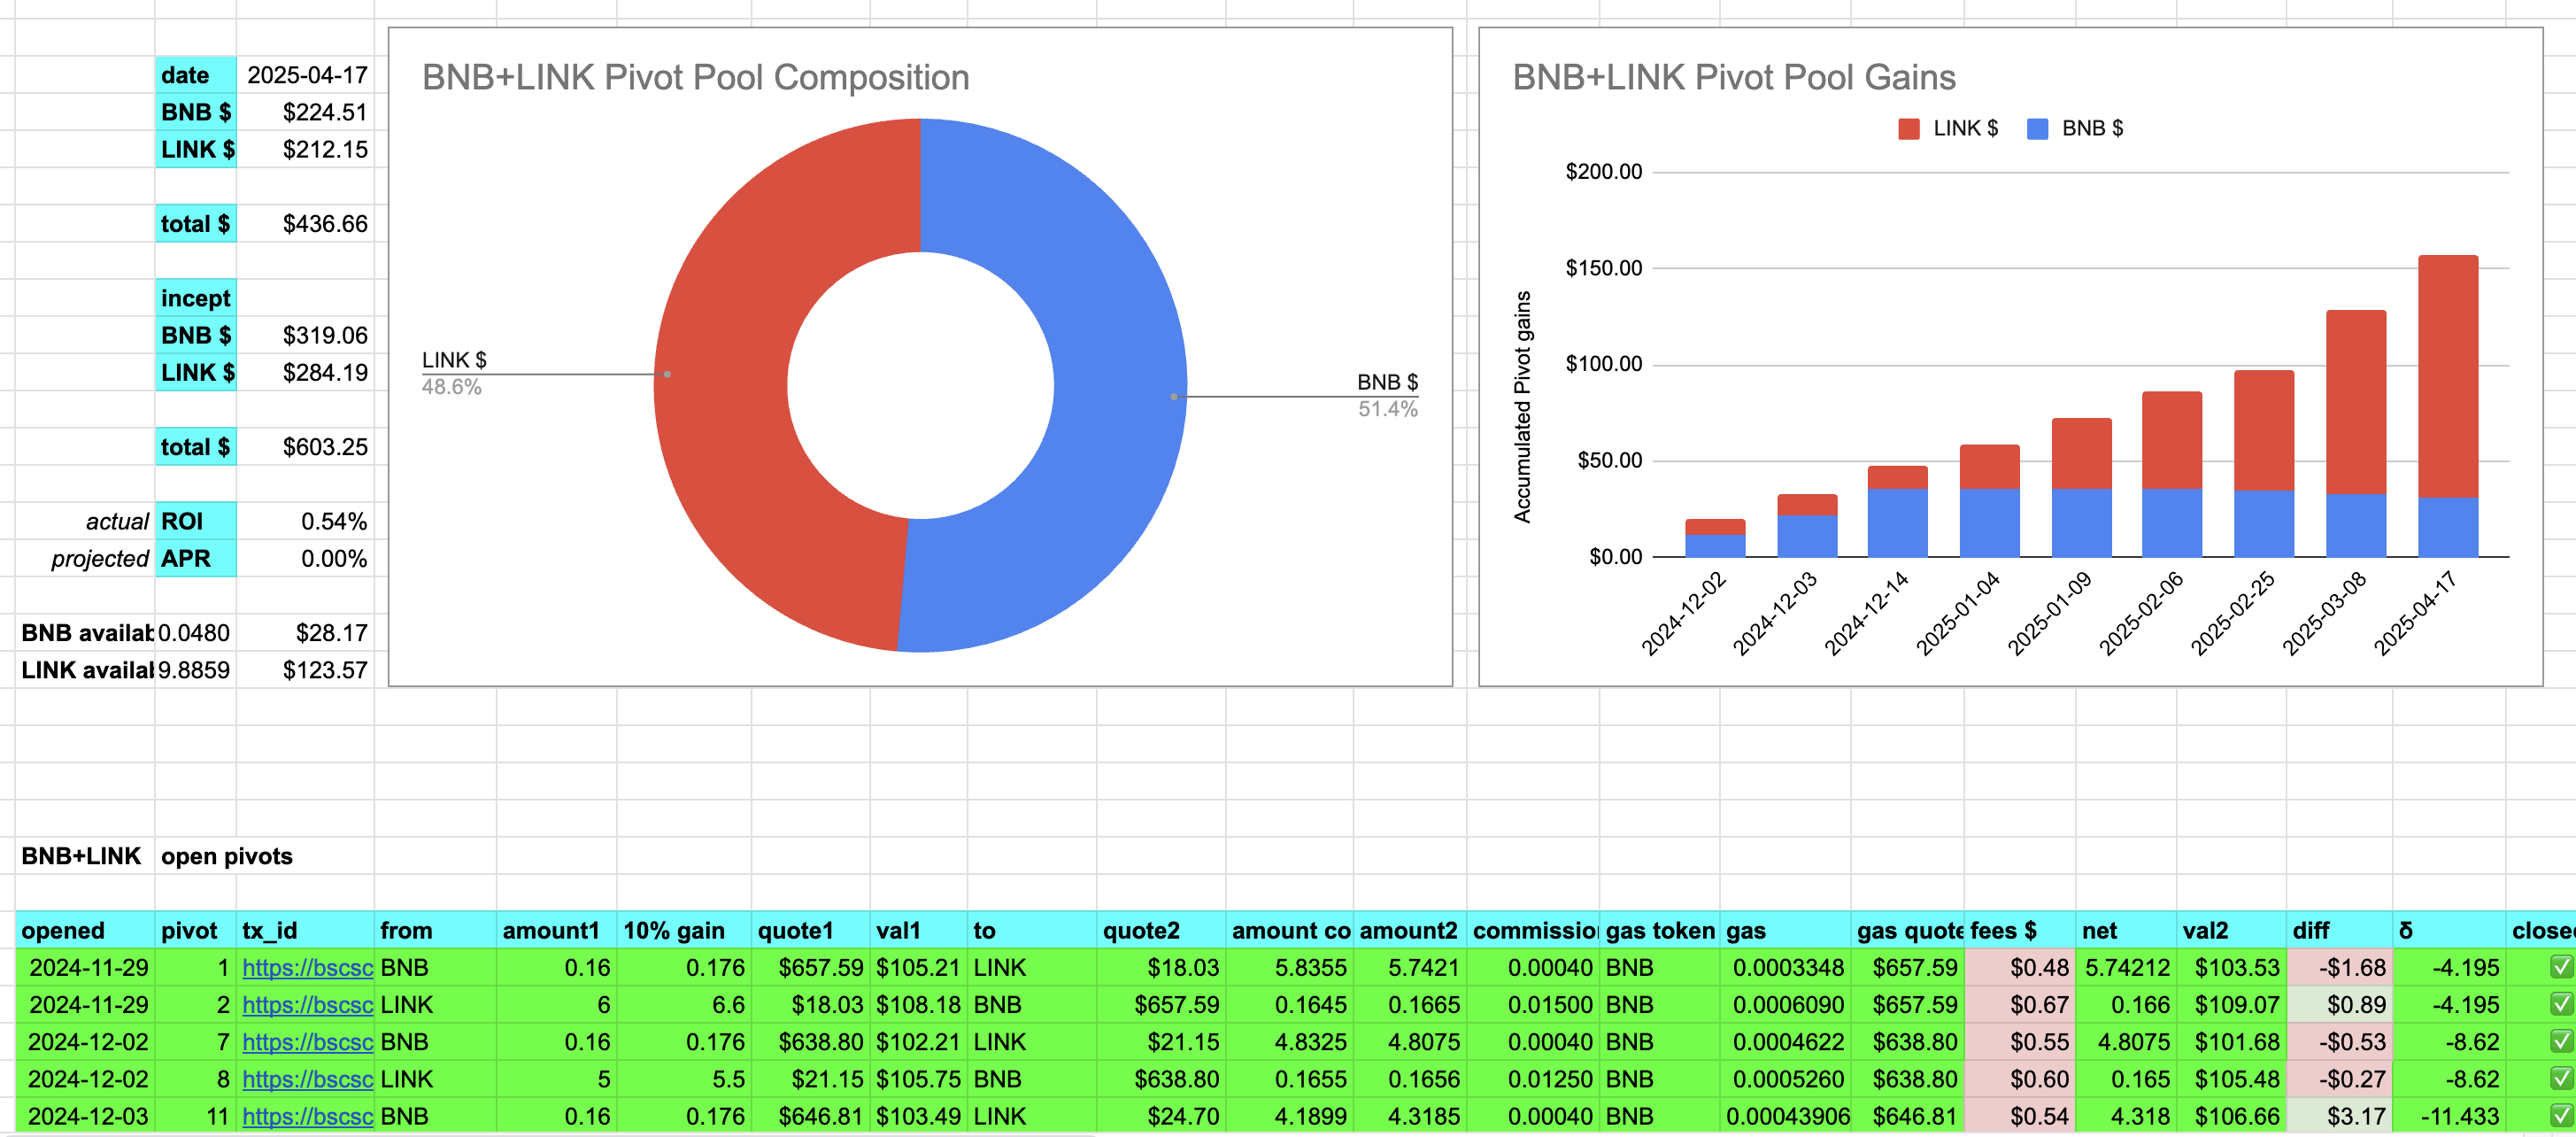 date 2025-04-17
BNB $ $224.51
LINK $ $212.15
total $ $436.66
incept
BNB $ $319.06
LINK $ $284.19
total $ $603.25
actual ROI 0.54%
projected APR 0.00%
BNB availab 0.0480 $28.17
LINK availab 9.8859 $123.57
BNB+LINK Pivot Pool Composition
LINK $
48.6%
BNB $
51.4%
BNB+LINK Pivot Pool Gains
LINK $ BNB $
Accumulated Pivot gains
$200.00
$150.00
$100.00
$50.00
$0.00
2024-12-02 2024-12-03 2024-12-14 2025-01-04 2025-01-09 2025-02-06 2025-02-25 2025-03-08 2025-04-17
BNB+LINK open pivots
opened pivot tx_id from amount1 10% gain quote1 val1 to quote2 amount co amount2 commission gas token gas gas quote fees $ net val2 diff δ closed
2024-11-29 1 https://bscsc BNB 0.16 0.176 $657.59 $105.21 LINK $18.03 5.8355 5.7421 0.00040 BNB 0.0003348 $657.59 $0.48 5.74212 $103.53 -$1.68 -4.195 ✅
2024-11-29 2 https://bscsc LINK 6 6.6 $18.03 $108.18 BNB $657.59 0.1645 0.1665 0.01500 BNB 0.0006090 $657.59 $0.67 0.166 $109.07 $0.89 -4.195 ✅
2024-12-02 7 https://bscsc BNB 0.16 0.176 $638.80 $102.21 LINK $21.15 4.8325 4.8075 0.00040 BNB 0.0004622 $638.80 $0.55 4.8075 $101.68 -$0.53 -8.62 ✅
2024-12-02 8 https://bscsc LINK 5 5.5 $21.15 $105.75 BNB $638.80 0.1655 0.1656 0.01250 BNB 0.0005260 $638.80 $0.60 0.165 $105.48 -$0.27 -8.62 ✅
2024-12-03 11 https://bscsc BNB 0.16 0.176 $646.81 $103.49 LINK $24.70 4.1899 4.3185 0.00040 BNB 0.00043906 $646.81 $0.54 4.318 $106.66 $3.17 -11.433 ✅